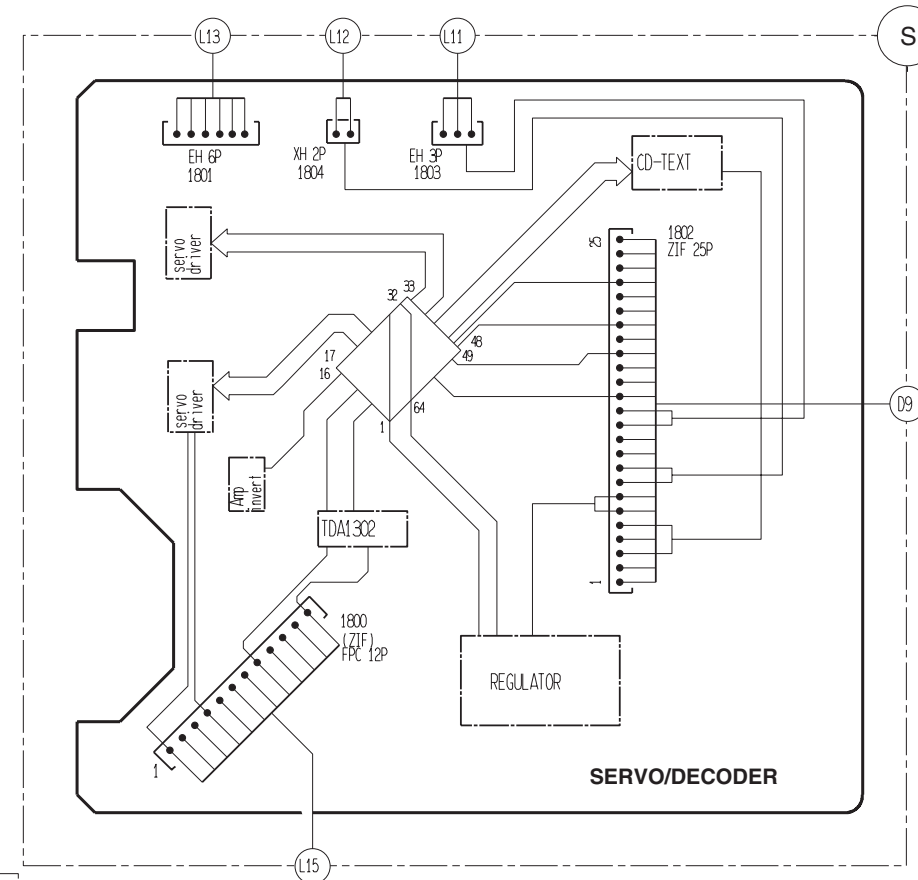 S
L13
L12
L11
EH 6P
1801
XH 2P
1804
EH 3P
1803
CD-TEXT
servo
driver
25
1802
ZIF 25P
32
33
17
16
48
49
servo
driver
64
1
D9
Amp
invert
TDA1302
1
1800
(ZIF)
FPC 12P
REGULATOR
1
SERVO/DECODER
L15